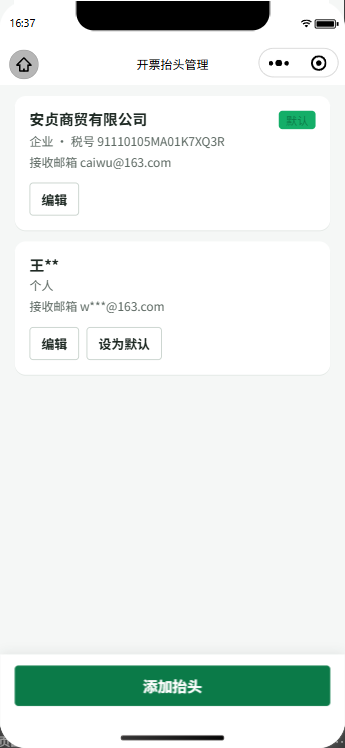 16:37
开票抬头管理
安贞商贸有限公司
默认
企业 · 税号 91110105MA01K7XQ3R
接收邮箱 caiwu@163.com
编辑
王**
个人
接收邮箱 w***@163.com
编辑 设为默认
添加抬头